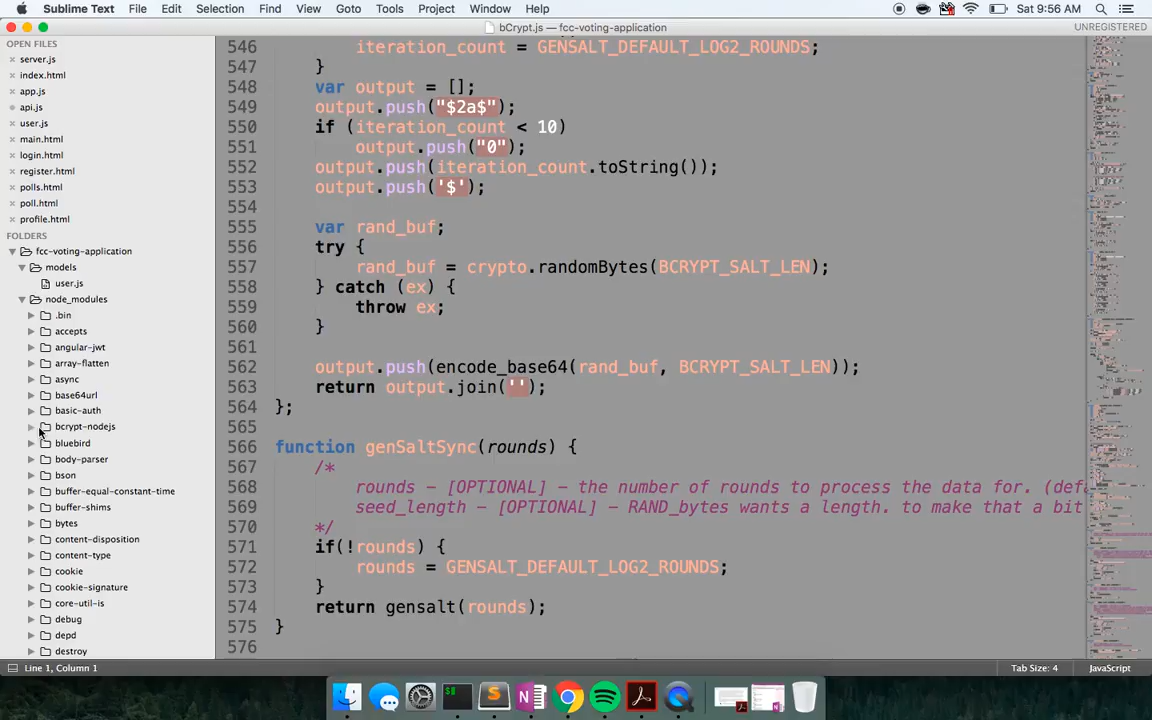 Sublime Text File Edit Selection Find View Goto Tools Project Window Help Sat 9:56 AM
bCrypt.js — fcc-voting-application UNREGISTERED
OPEN FILES
server.js
index.html
app.js
api.js
user.js
main.html
login.html
register.html
polls.html
poll.html
profile.html
FOLDERS
fcc-voting-application
models
user.js
node_modules
.bin
accepts
angular-jwt
array-flatten
async
base64url
basic-auth
bcrypt-nodejs
bluebird
body-parser
bson
buffer-equal-constant-time
buffer-shims
bytes
content-disposition
content-type
cookie
cookie-signature
core-util-is
debug
depd
destroy
546 iteration_count = GENSALT_DEFAULT_LOG2_ROUNDS;
547 }
548 var output = [];
549 output.push("$2a$");
550 if (iteration_count < 10)
551 output.push("0");
552 output.push(iteration_count.toString());
553 output.push('$');
554
555 var rand_buf;
556 try {
557 rand_buf = crypto.randomBytes(BCRYPT_SALT_LEN);
558 } catch (ex) {
559 throw ex;
560 }
561
562 output.push(encode_base64(rand_buf, BCRYPT_SALT_LEN));
563 return output.join('');
564 };
565
566 function genSaltSync(rounds) {
567 /*
568 rounds – [OPTIONAL] – the number of rounds to process the data for. (def
569 seed_length – [OPTIONAL] – RAND_bytes wants a length. to make that a bit
570 */
571 if(!rounds) {
572 rounds = GENSALT_DEFAULT_LOG2_ROUNDS;
573 }
574 return gensalt(rounds);
575 }
576
Line 1, Column 1 Tab Size: 4 JavaScript